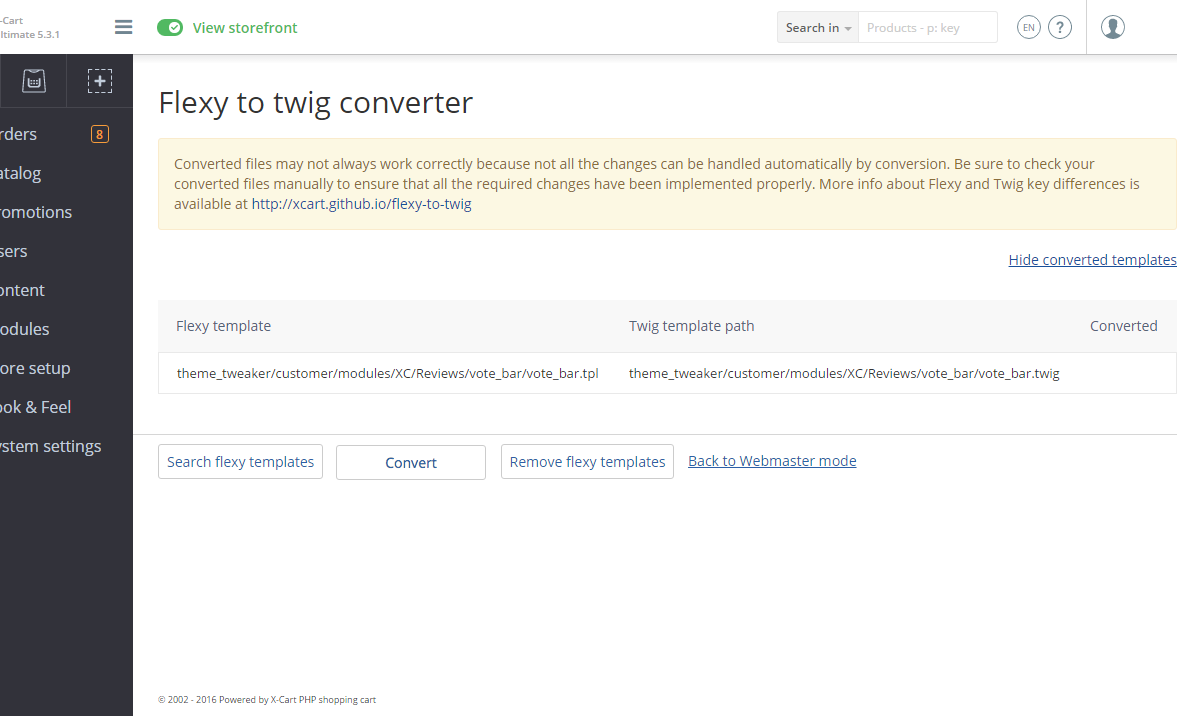 -Cart
ltimate 5.3.1
View storefront
Search in
Products - p: key
EN
?
rders 8
atalog
romotions
sers
ontent
odules
ore setup
ook & Feel
ystem settings
Flexy to twig converter
Converted files may not always work correctly because not all the changes can be handled automatically by conversion. Be sure to check your
converted files manually to ensure that all the required changes have been implemented properly. More info about Flexy and Twig key differences is
available at http://xcart.github.io/flexy-to-twig
Hide converted templates
Flexy template Twig template path Converted
theme_tweaker/customer/modules/XC/Reviews/vote_bar/vote_bar.tpl theme_tweaker/customer/modules/XC/Reviews/vote_bar/vote_bar.twig
Search flexy templates Convert Remove flexy templates Back to Webmaster mode
© 2002 - 2016 Powered by X-Cart PHP shopping cart